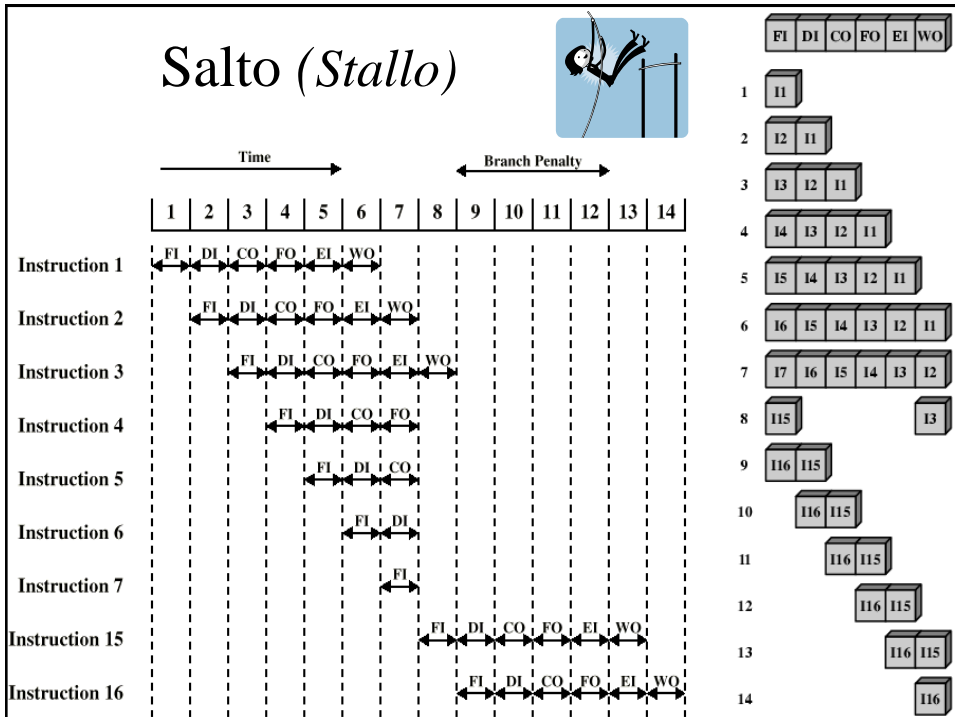 Salto (Stallo)
Time
Branch Penalty
1 2 3 4 5 6 7 8 9 10 11 12 13 14
Instruction 1 FI DI CO FO EI WO
Instruction 2 FI DI CO FO EI WO
Instruction 3 FI DI CO FO EI WO
Instruction 4 FI DI CO FO
Instruction 5 FI DI CO
Instruction 6 FI DI
Instruction 7 FI
Instruction 15 FI DI CO FO EI WO
Instruction 16 FI DI CO FO EI WO
FI DI CO FO EI WO
1 I1
2 I2 I1
3 I3 I2 I1
4 I4 I3 I2 I1
5 I5 I4 I3 I2 I1
6 I6 I5 I4 I3 I2 I1
7 I7 I6 I5 I4 I3 I2
8 I15 I3
9 I16 I15
10 I16 I15
11 I16 I15
12 I16 I15
13 I16 I15
14 I16